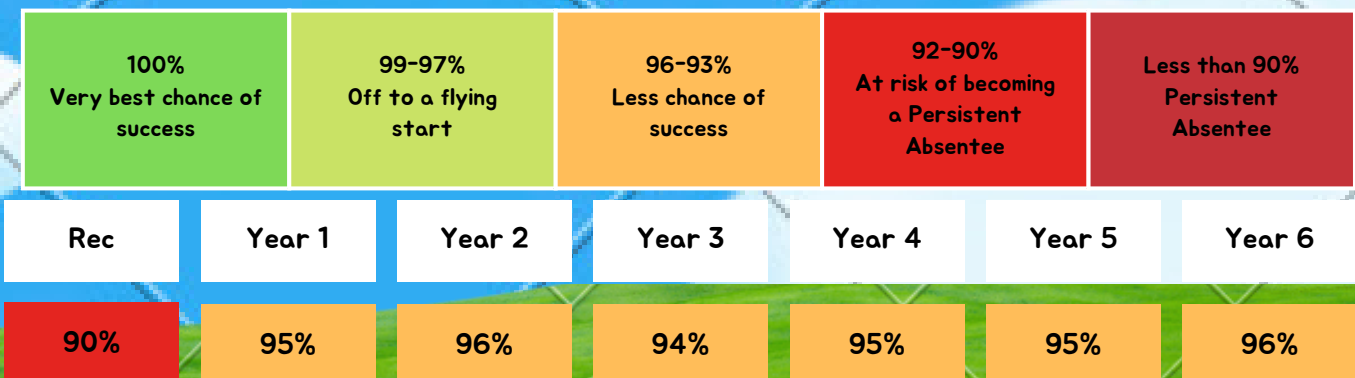 100%
Very best chance of
success
99-97%
Off to a flying
start
96-93%
Less chance of
success
92-90%
At risk of becoming
a Persistent
Absentee
Less than 90%
Persistent
Absentee
Rec
Year 1
Year 2
Year 3
Year 4
Year 5
Year 6
90%
95%
96%
94%
95%
95%
96%